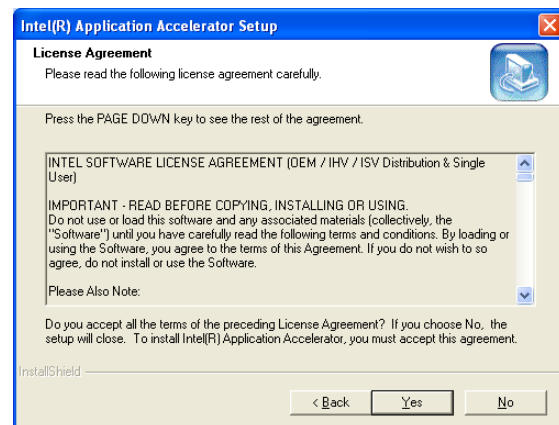 Intel(R) Application Accelerator Setup
License Agreement
Please read the following license agreement carefully.
Press the PAGE DOWN key to see the rest of the agreement.
INTEL SOFTWARE LICENSE AGREEMENT (OEM / IHV / ISV Distribution & Single
User)
IMPORTANT - READ BEFORE COPYING, INSTALLING OR USING.
Do not use or load this software and any associated materials (collectively, the
"Software") until you have carefully read the following terms and conditions. By loading or
using the Software, you agree to the terms of this Agreement. If you do not wish to so
agree, do not install or use the Software.
Please Also Note:
Do you accept all the terms of the preceding License Agreement? If you choose No, the
setup will close. To install Intel(R) Application Accelerator, you must accept this agreement.
InstallShield
< Back Yes No